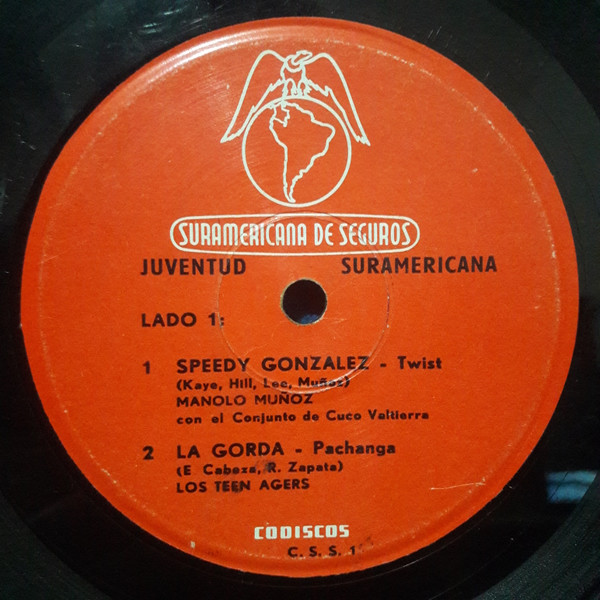 SURAMERICANA DE SEGUROS
JUVENTUD SURAMERICANA
LADO 1:
1 SPEEDY GONZALEZ - Twist
(Kaye, Hill, Lee, Muñoz)
MANOLO MUÑOZ
con el Conjunto de Cuco Valtierra
2 LA GORDA - Pachanga
(E Cabeza, R. Zapata)
LOS TEEN AGERS
CODISCOS
C. S. S. 1